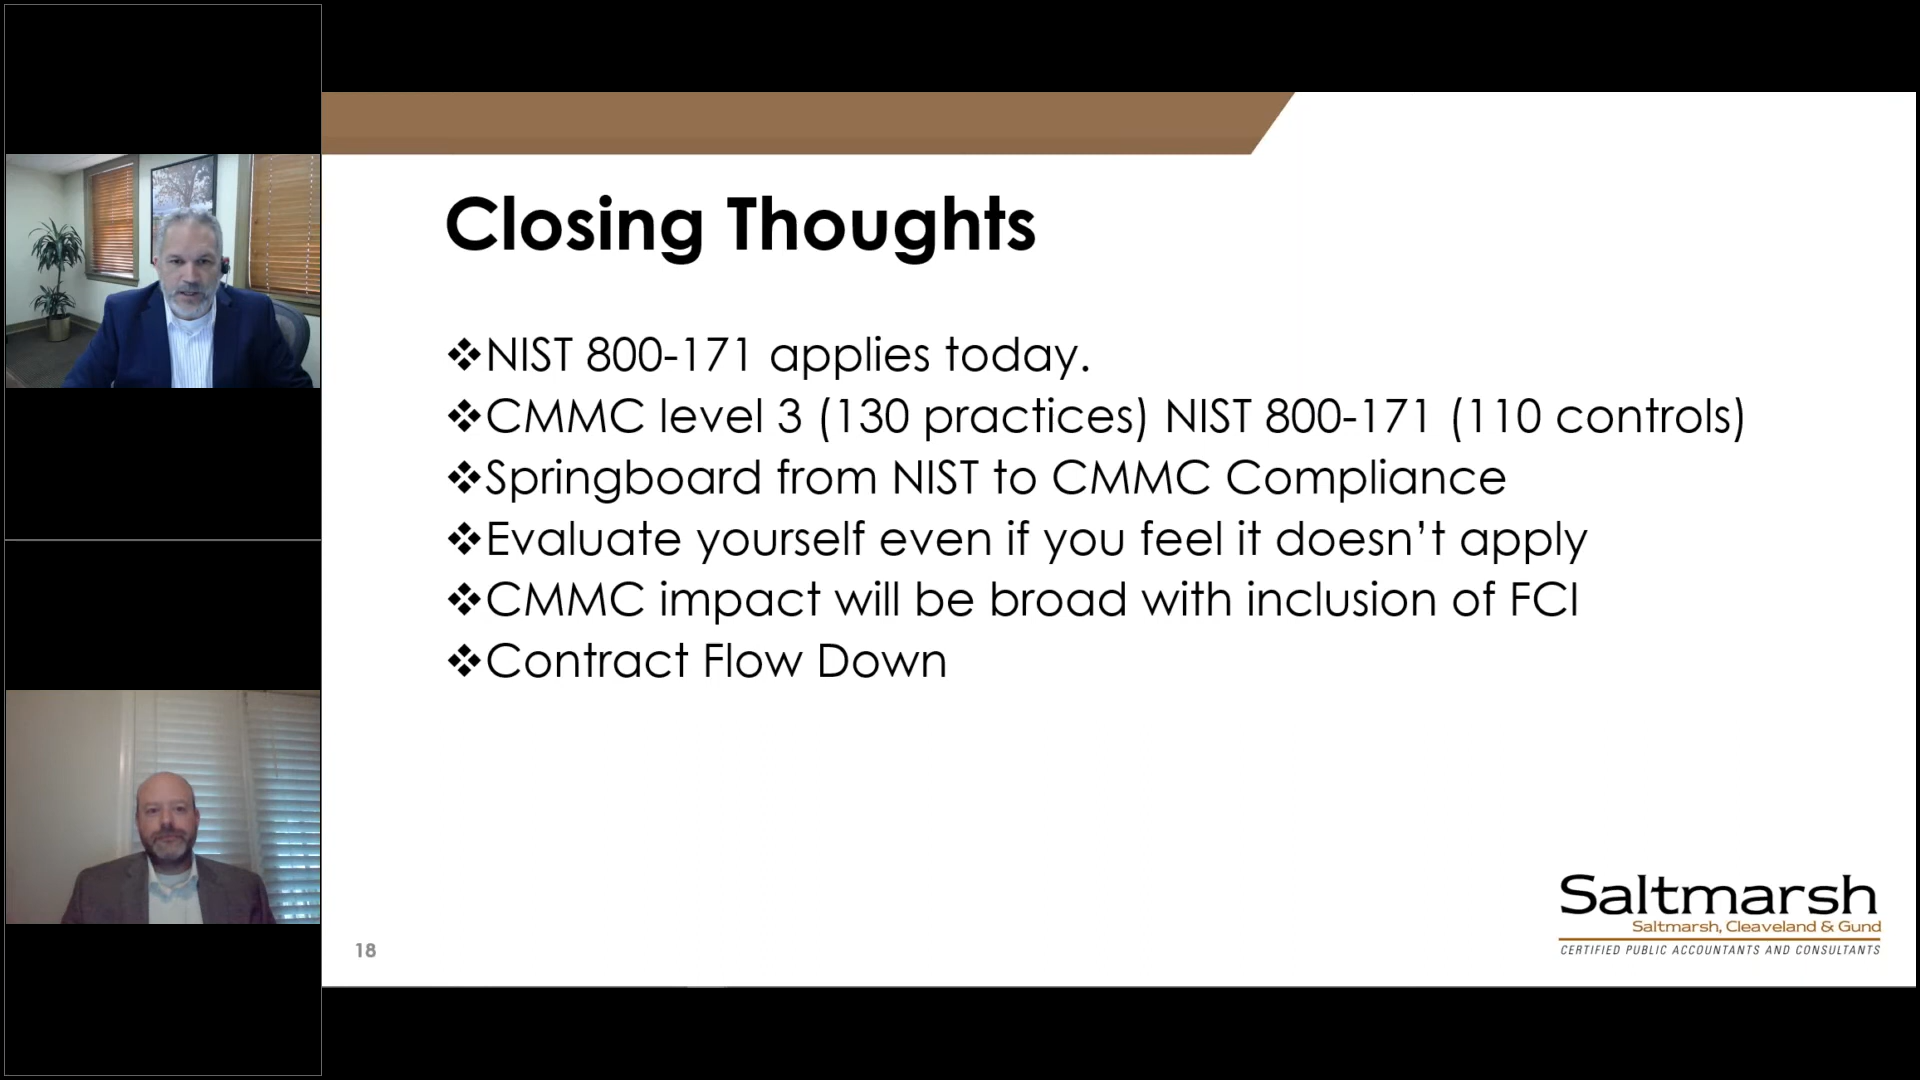 Closing Thoughts
❖NIST 800-171 applies today.
❖CMMC level 3 (130 practices) NIST 800-171 (110 controls)
❖Springboard from NIST to CMMC Compliance
❖Evaluate yourself even if you feel it doesn’t apply
❖CMMC impact will be broad with inclusion of FCI
❖Contract Flow Down
Saltmarsh
Saltmarsh, Cleaveland & Gund
CERTIFIED PUBLIC ACCOUNTANTS AND CONSULTANTS
18